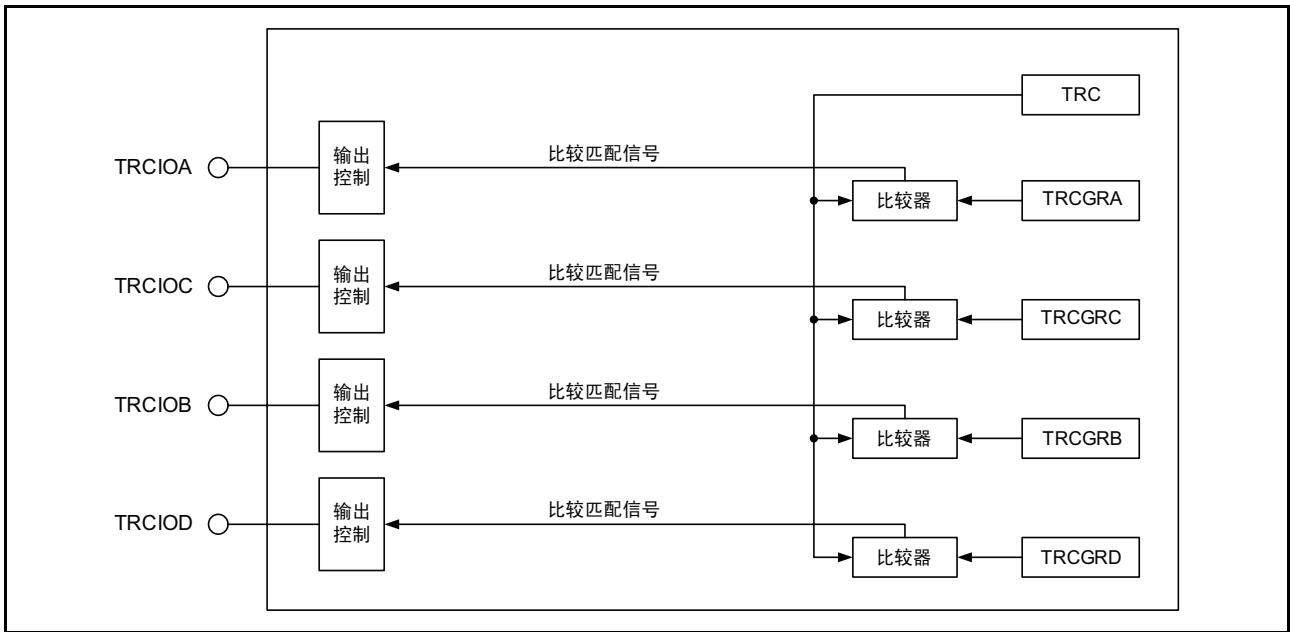 TRC
TRCIOA
输出
控制
比较匹配信号
比较器
TRCGRA
TRCIOC
输出
控制
比较匹配信号
比较器
TRCGRC
TRCIOB
输出
控制
比较匹配信号
比较器
TRCGRB
TRCIOD
输出
控制
比较匹配信号
比较器
TRCGRD